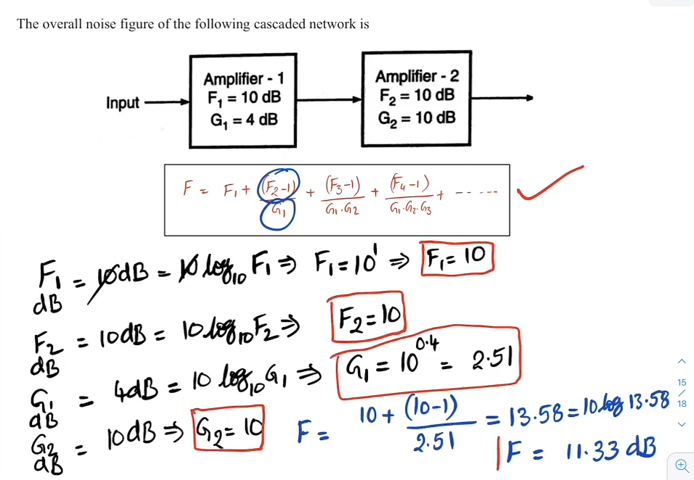 The overall noise figure of the following cascaded network is
Input
Amplifier - 1
F₁ = 10 dB
G₁ = 4 dB
Amplifier - 2
F₂ = 10 dB
G₂ = 10 dB
F = F₁ + (F₂-1)/G₁ + (F₃-1)/G₁·G₂ + (F₄-1)/G₁·G₂·G₃ + - - - - -
F₁ dB = 10dB = 10 log₁₀ F₁ ⇒ F₁ = 10¹ ⇒ F₁ = 10
F₂ dB = 10dB = 10 log₁₀ F₂ ⇒ F₂ = 10
G₁ dB = 4dB = 10 log₁₀ G₁ ⇒ G₁ = 10^0.4 = 2.51
G₂ dB = 10dB ⇒ G₂ = 10
F = 10 + (10-1)/2.51 = 13.58 = 10 log 13.58
F = 11.33 dB
15
/
18